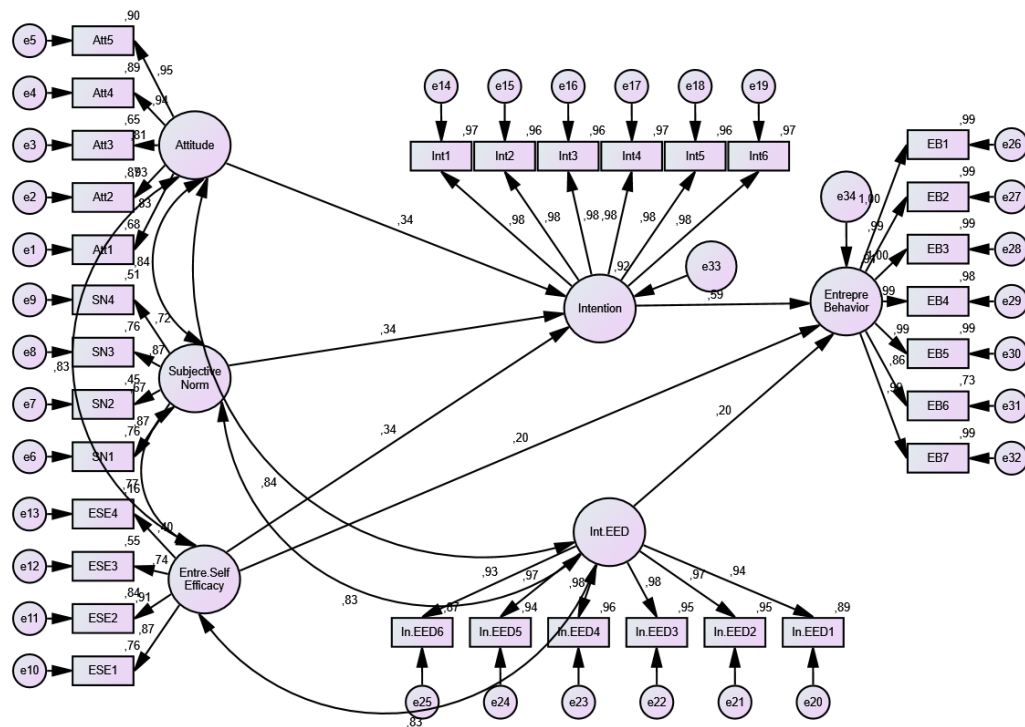 ,90
e5
Att5
,95
,89
e4
Att4
,94
,65
e3
Att3
,81
Attitude
e2
Att2
,83
,68
e1
Att1
,84
,51
e9
SN4
,72
,76
e8
SN3
,87
Subjective
Norm
,45
e7
SN2
,67
,87
,76
e6
SN1
,77
,16
e13
ESE4
,40
,55
e12
ESE3
,74
Entre.Self
Efficacy
,84
e11
ESE2
,91
,87
,76
e10
ESE1
,83
,34
,34
,34
,20
,20
,59
,84
,83
,83
e14
e15
e16
e17
e18
e19
,97
,96
,96
,97
,96
,97
Int1
Int2
Int3
Int4
Int5
Int6
,98
,98
,98
,98
,98
,98
,92
e33
Intention
e34
Entrepre
Behavior
,99
EB1
e26
1,00
,99
EB2
e27
,99
,99
EB3
e28
1,00
,98
EB4
e29
,99
,99
EB5
e30
,99
,73
EB6
e31
,86
,99
EB7
e32
Int.EED
,93
,97
,98
,98
,97
,94
,87
,94
,96
,95
,95
,89
In.EED6
In.EED5
In.EED4
In.EED3
In.EED2
In.EED1
e25
e24
e23
e22
e21
e20